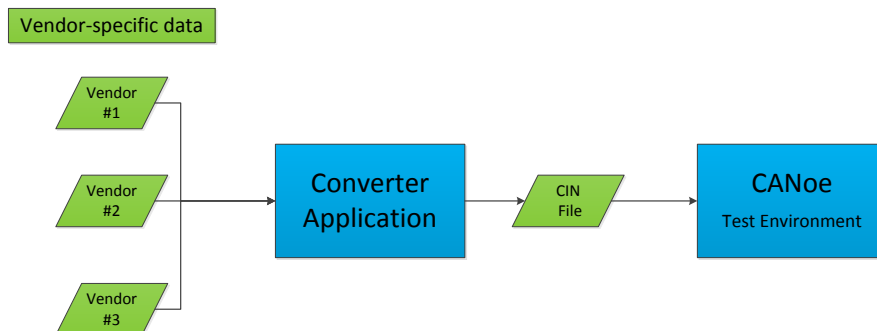 Vendor-specific data
Vendor
#1
Vendor
#2
Vendor
#3
Converter
Application
CIN
File
CANoe
Test Environment